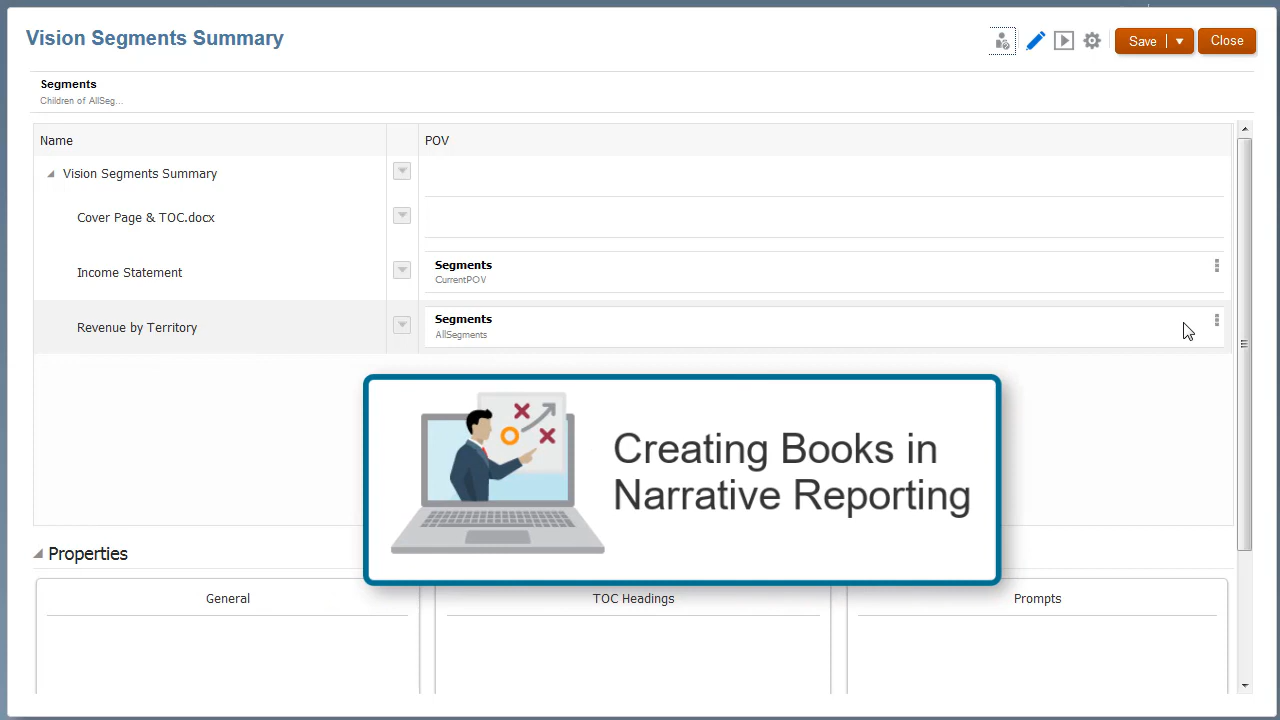 Vision Segments Summary
Save
Close
Segments
Children of AllSeg...
Name
POV
Vision Segments Summary
Cover Page & TOC.docx
Income Statement
Segments
CurrentPOV
Revenue by Territory
Segments
AllSegments
Creating Books in
Narrative Reporting
Properties
General
TOC Headings
Prompts